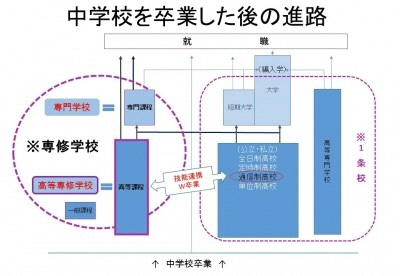 中学校を卒業した後の進路
就職
(編入学)
大学
専門学校
専門課程
短期大学
※専修学校
高等専修学校
高等課程
一般課程
技能連携
W卒業
(公立・私立)
全日制高校
定時制高校
通信制高校
単位制高校
高等専門学校
※1条校
↑ 中学校卒業 ↑